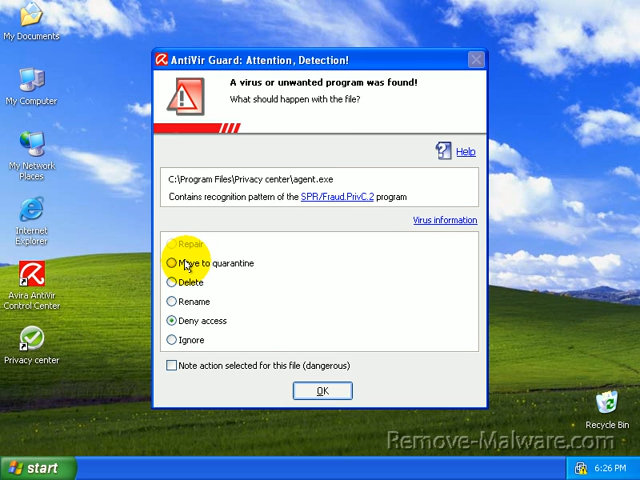 My Documents
My Computer
My Network
Places
Internet
Explorer
Avira AntiVir
Control Center
Privacy center
AntiVir Guard: Attention, Detection!
A virus or unwanted program was found!
What should happen with the file?
Help
C:\Program Files\Privacy center\agent.exe
Contains recognition pattern of the SPR/Fraud.PrivC.2 program
Virus information
Repair
Move to quarantine
Delete
Rename
Deny access
Ignore
Note action selected for this file (dangerous)
OK
Recycle Bin
Remove-Malware.com
start
6:26 PM